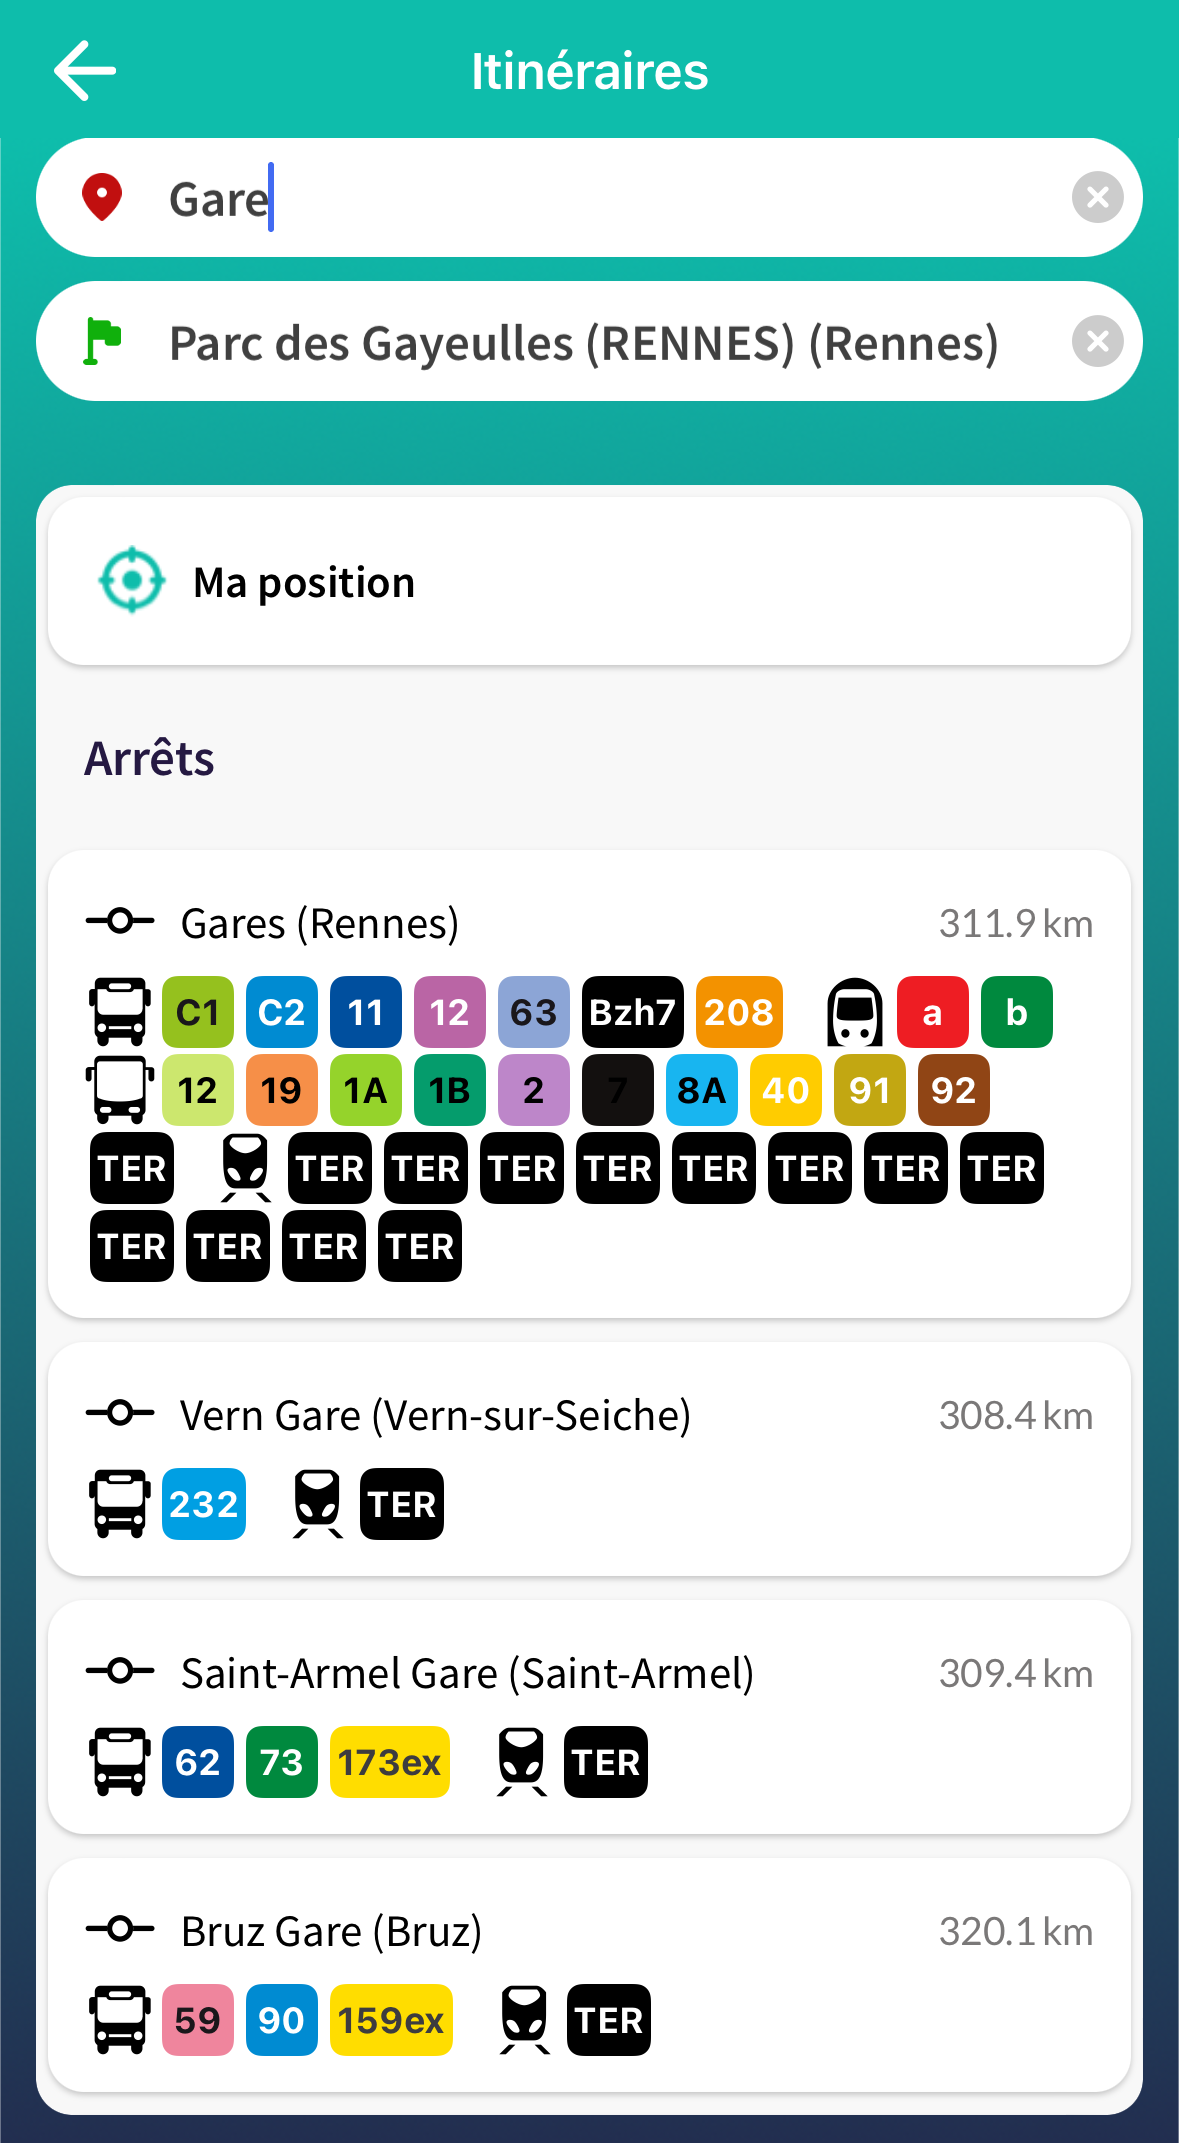 Itinéraires
Gare
Parc des Gayeulles (RENNES) (Rennes)
Ma position
Arrêts
Gares (Rennes) 311.9 km
C1 C2 11 12 63 Bzh7 208 a b
12 19 1A 1B 2 7 8A 40 91 92
TER TER TER TER TER TER TER TER TER
TER TER TER TER
Vern Gare (Vern-sur-Seiche) 308.4 km
232 TER
Saint-Armel Gare (Saint-Armel) 309.4 km
62 73 173ex TER
Bruz Gare (Bruz) 320.1 km
59 90 159ex TER